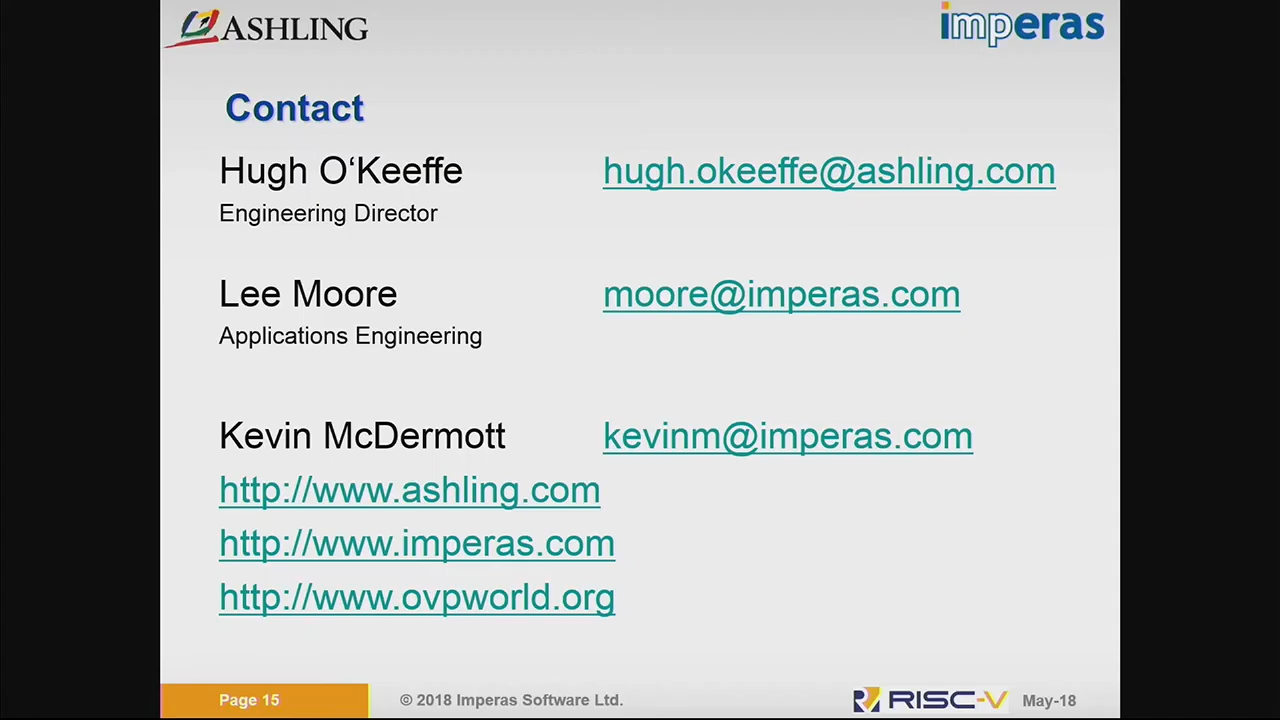 ASHLING
imperas
Contact
Hugh O‘Keeffe hugh.okeeffe@ashling.com
Engineering Director
Lee Moore moore@imperas.com
Applications Engineering
Kevin McDermott kevinm@imperas.com
http://www.ashling.com
http://www.imperas.com
http://www.ovpworld.org
Page 15 © 2018 Imperas Software Ltd. RISC-V May-18